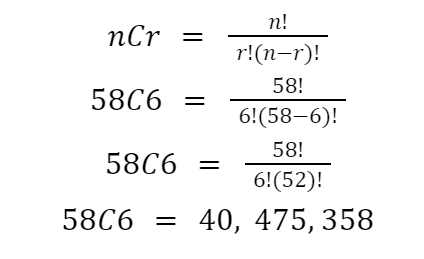 nCr = n! / r!(n−r)!
58C6 = 58! / 6!(58−6)!
58C6 = 58! / 6!(52)!
58C6 = 40, 475,358